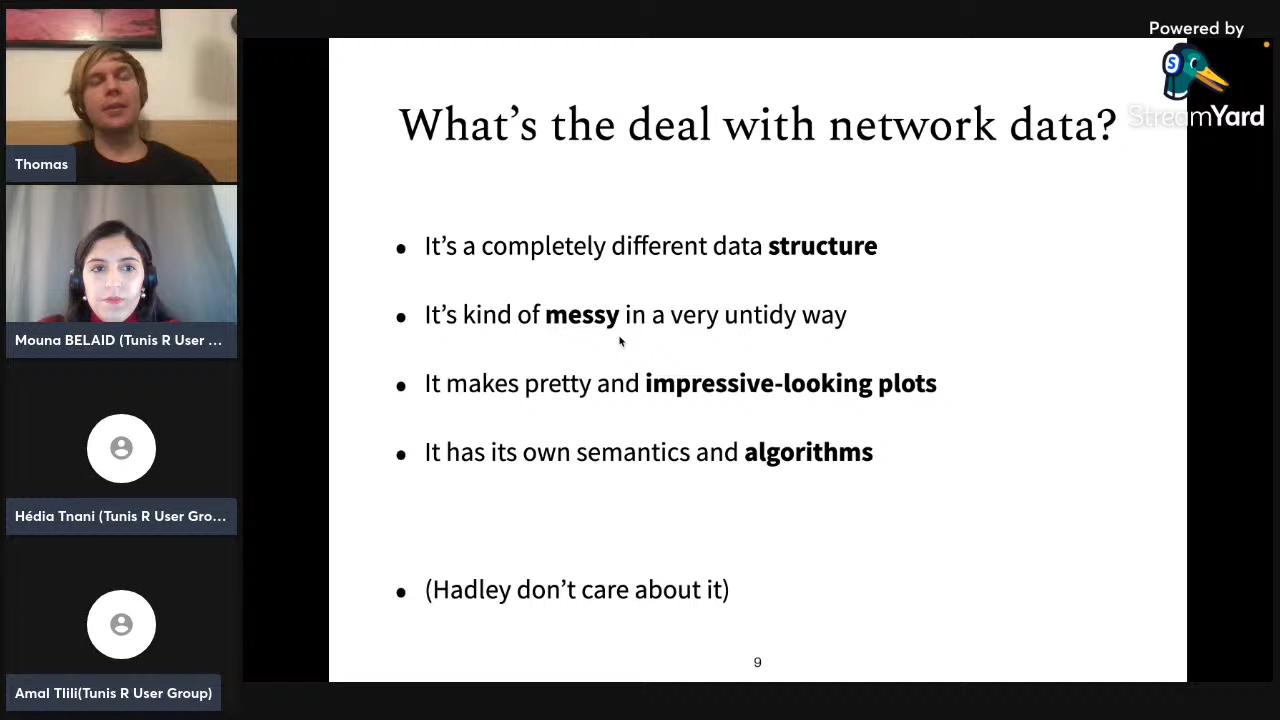 Powered by
StreamYard
Thomas
Mouna BELAID (Tunis R User ...
Hédia Tnani (Tunis R User Gro...
Amal Tlili(Tunis R User Group)
What's the deal with network data?
• It's a completely different data structure
• It's kind of messy in a very untidy way
• It makes pretty and impressive-looking plots
• It has its own semantics and algorithms
• (Hadley don't care about it)
9